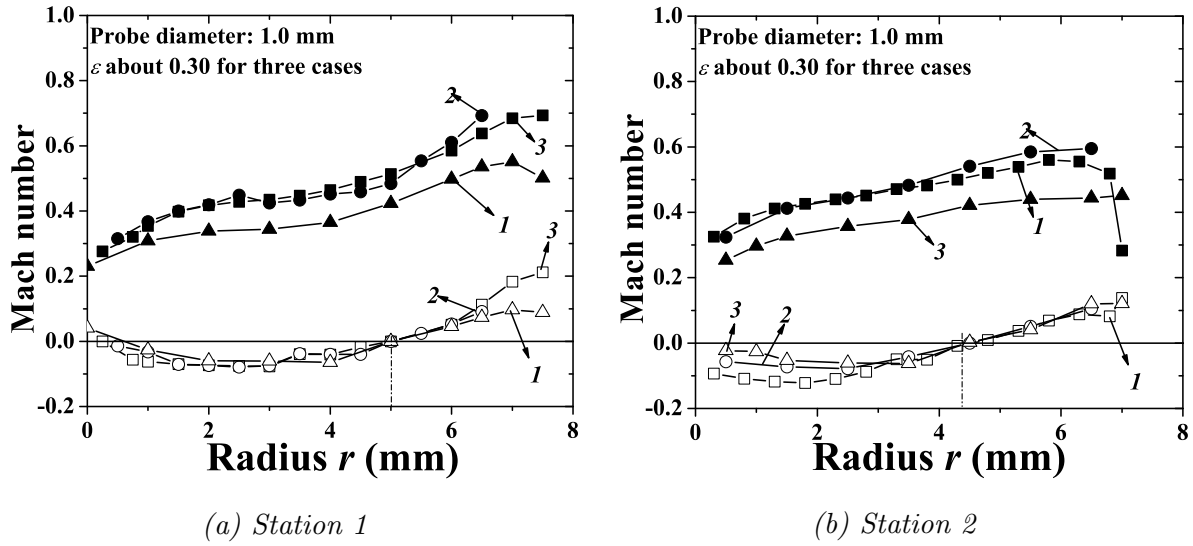 Probe diameter: 1.0 mm
ε about 0.30 for three cases
Mach number
1.0
0.8
0.6
0.4
0.2
0.0
-0.2
2
3
1
3
2
1
0 2 4 6 8
Radius r (mm)
(a) Station 1
Probe diameter: 1.0 mm
ε about 0.30 for three cases
Mach number
1.0
0.8
0.6
0.4
0.2
0.0
-0.2
2
1
3
3
2
1
0 2 4 6 8
Radius r (mm)
(b) Station 2